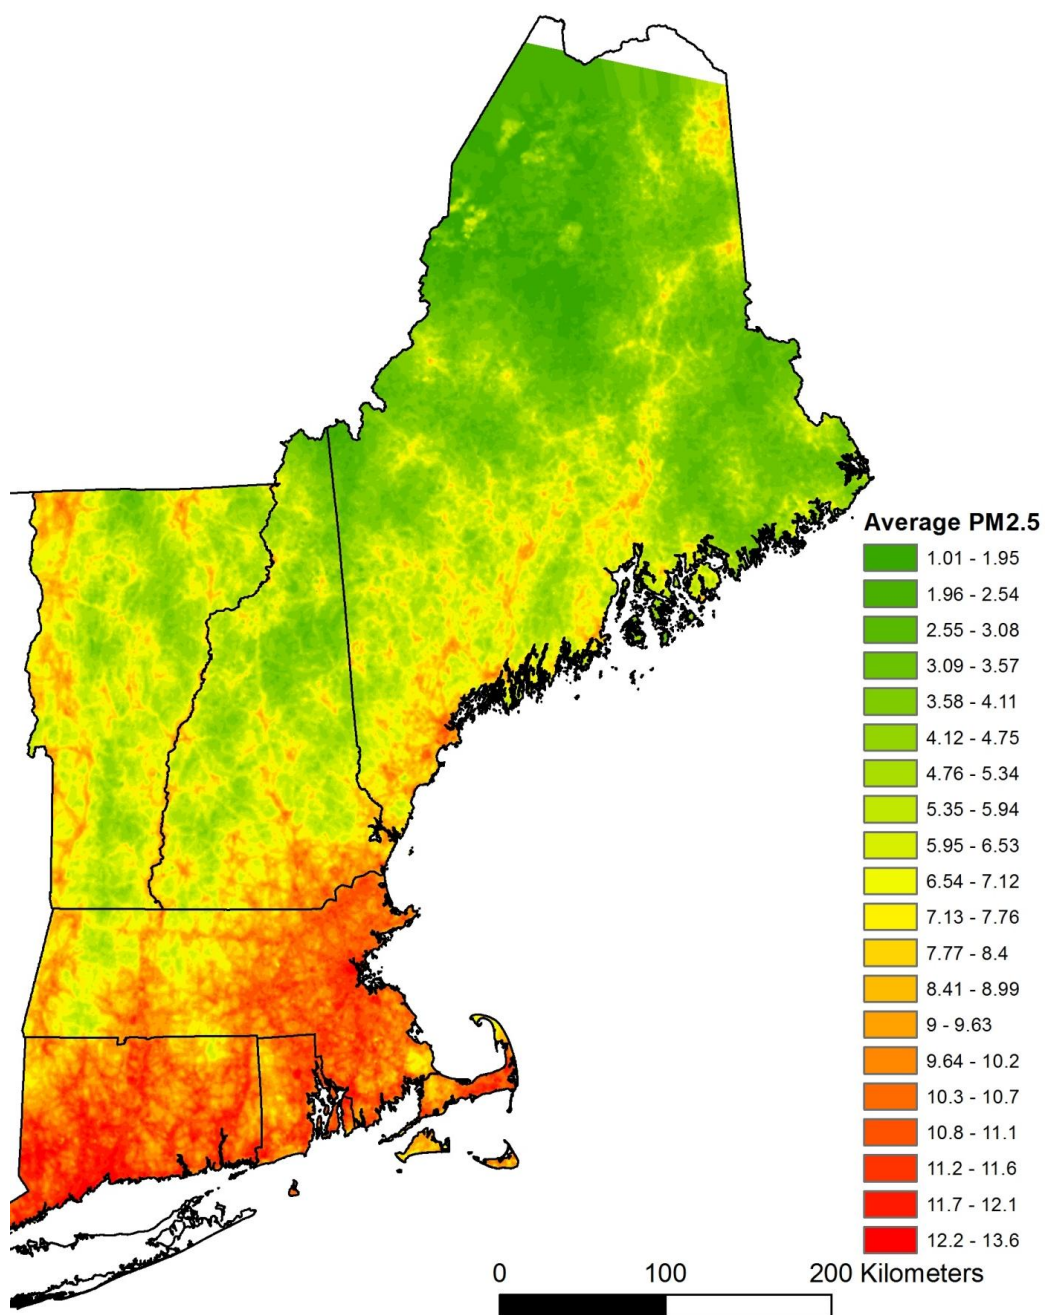 Average PM2.5
1.01 - 1.95
1.96 - 2.54
2.55 - 3.08
3.09 - 3.57
3.58 - 4.11
4.12 - 4.75
4.76 - 5.34
5.35 - 5.94
5.95 - 6.53
6.54 - 7.12
7.13 - 7.76
7.77 - 8.4
8.41 - 8.99
9 - 9.63
9.64 - 10.2
10.3 - 10.7
10.8 - 11.1
11.2 - 11.6
11.7 - 12.1
12.2 - 13.6
0 100 200 Kilometers